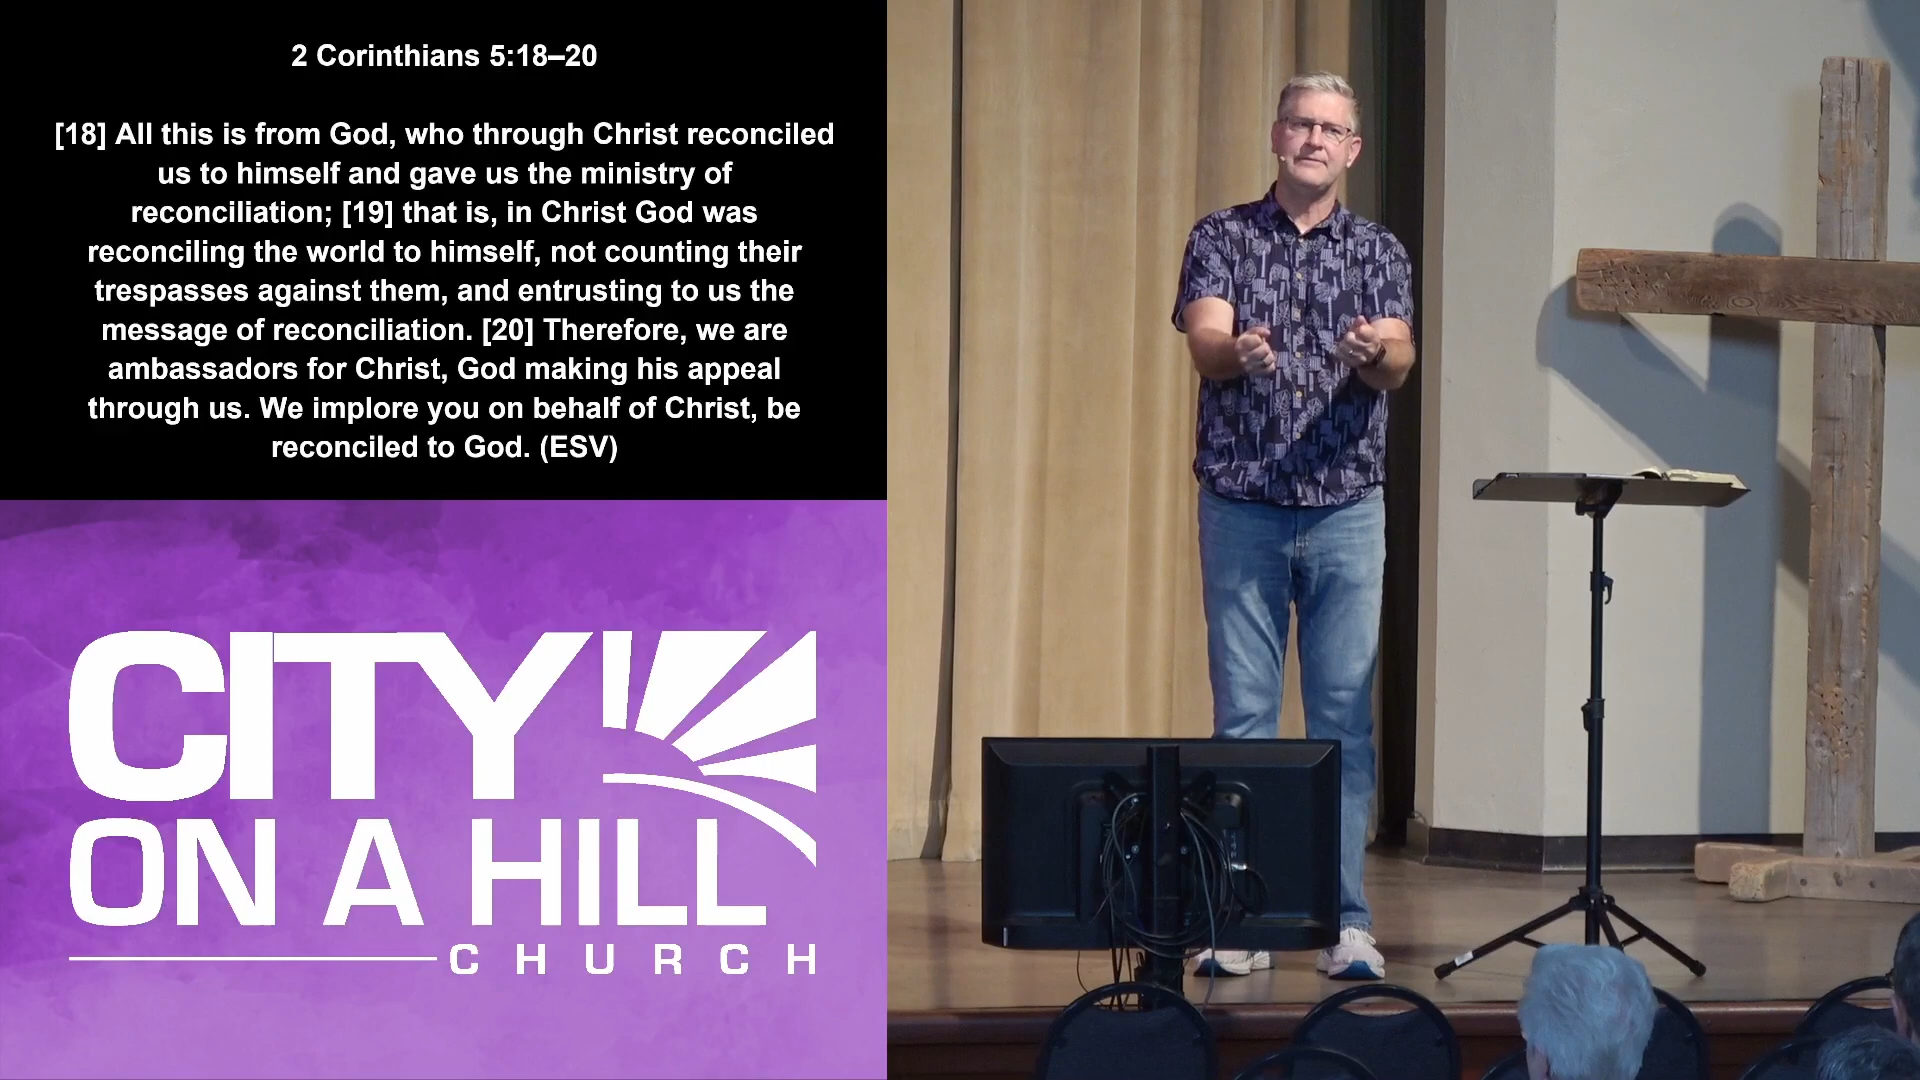 2 Corinthians 5:18–20
[18] All this is from God, who through Christ reconciled
us to himself and gave us the ministry of
reconciliation; [19] that is, in Christ God was
reconciling the world to himself, not counting their
trespasses against them, and entrusting to us the
message of reconciliation. [20] Therefore, we are
ambassadors for Christ, God making his appeal
through us. We implore you on behalf of Christ, be
reconciled to God. (ESV)
CITY
ON A HILL
CHURCH